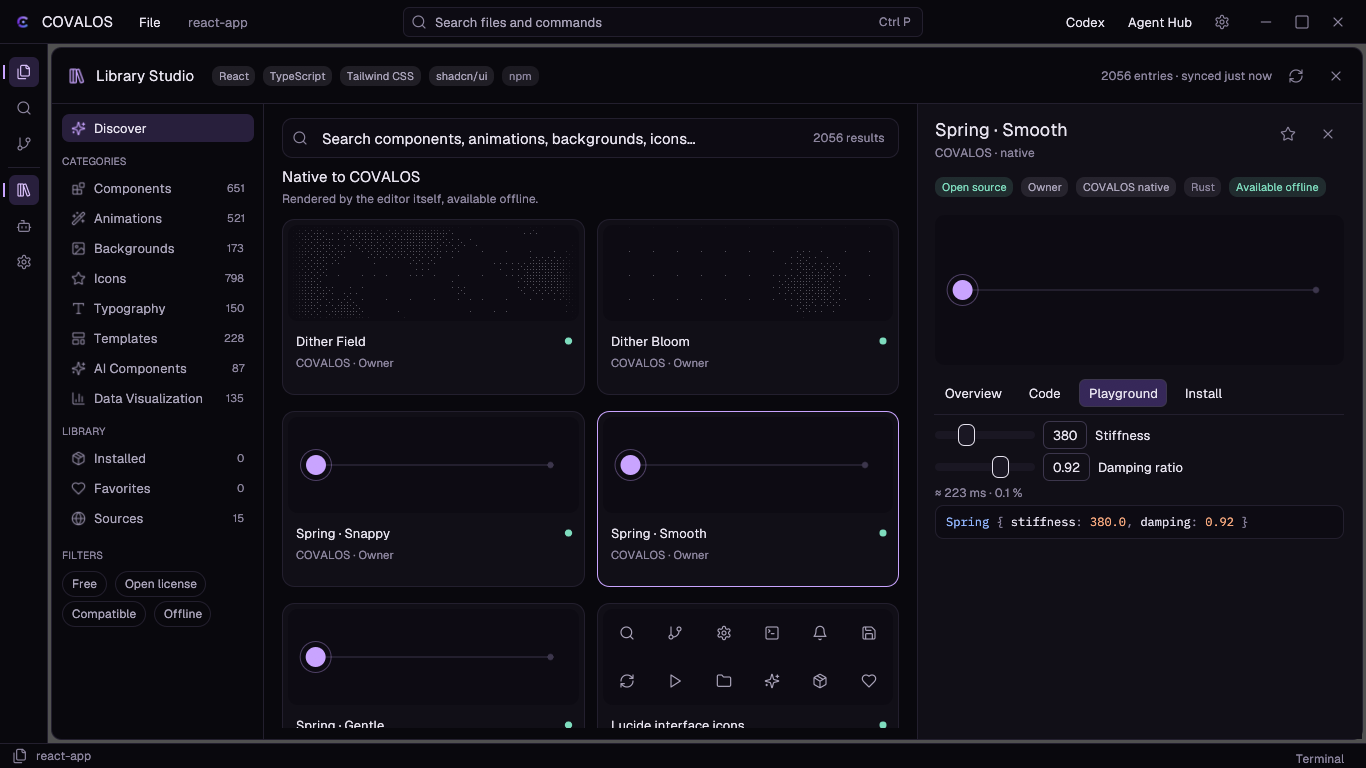 COVALOS File react-app Search files and commands Ctrl P Codex Agent Hub
Library Studio React TypeScript Tailwind CSS shadcn/ui npm 2056 entries · synced just now
Discover
CATEGORIES
Components 651
Animations 521
Backgrounds 173
Icons 798
Typography 150
Templates 228
AI Components 87
Data Visualization 135
LIBRARY
Installed 0
Favorites 0
Sources 15
FILTERS
Free Open license
Compatible Offline
Search components, animations, backgrounds, icons... 2056 results
Native to COVALOS
Rendered by the editor itself, available offline.
Dither Field
COVALOS · Owner
Dither Bloom
COVALOS · Owner
Spring · Snappy
COVALOS · Owner
Spring · Smooth
COVALOS · Owner
Spring · Gentle
Lucide interface icons
Spring · Smooth
COVALOS · native
Open source Owner COVALOS native Rust Available offline
Overview Code Playground Install
380 Stiffness
0.92 Damping ratio
≈ 223 ms · 0.1 %
Spring { stiffness: 380.0, damping: 0.92 }
react-app Terminal